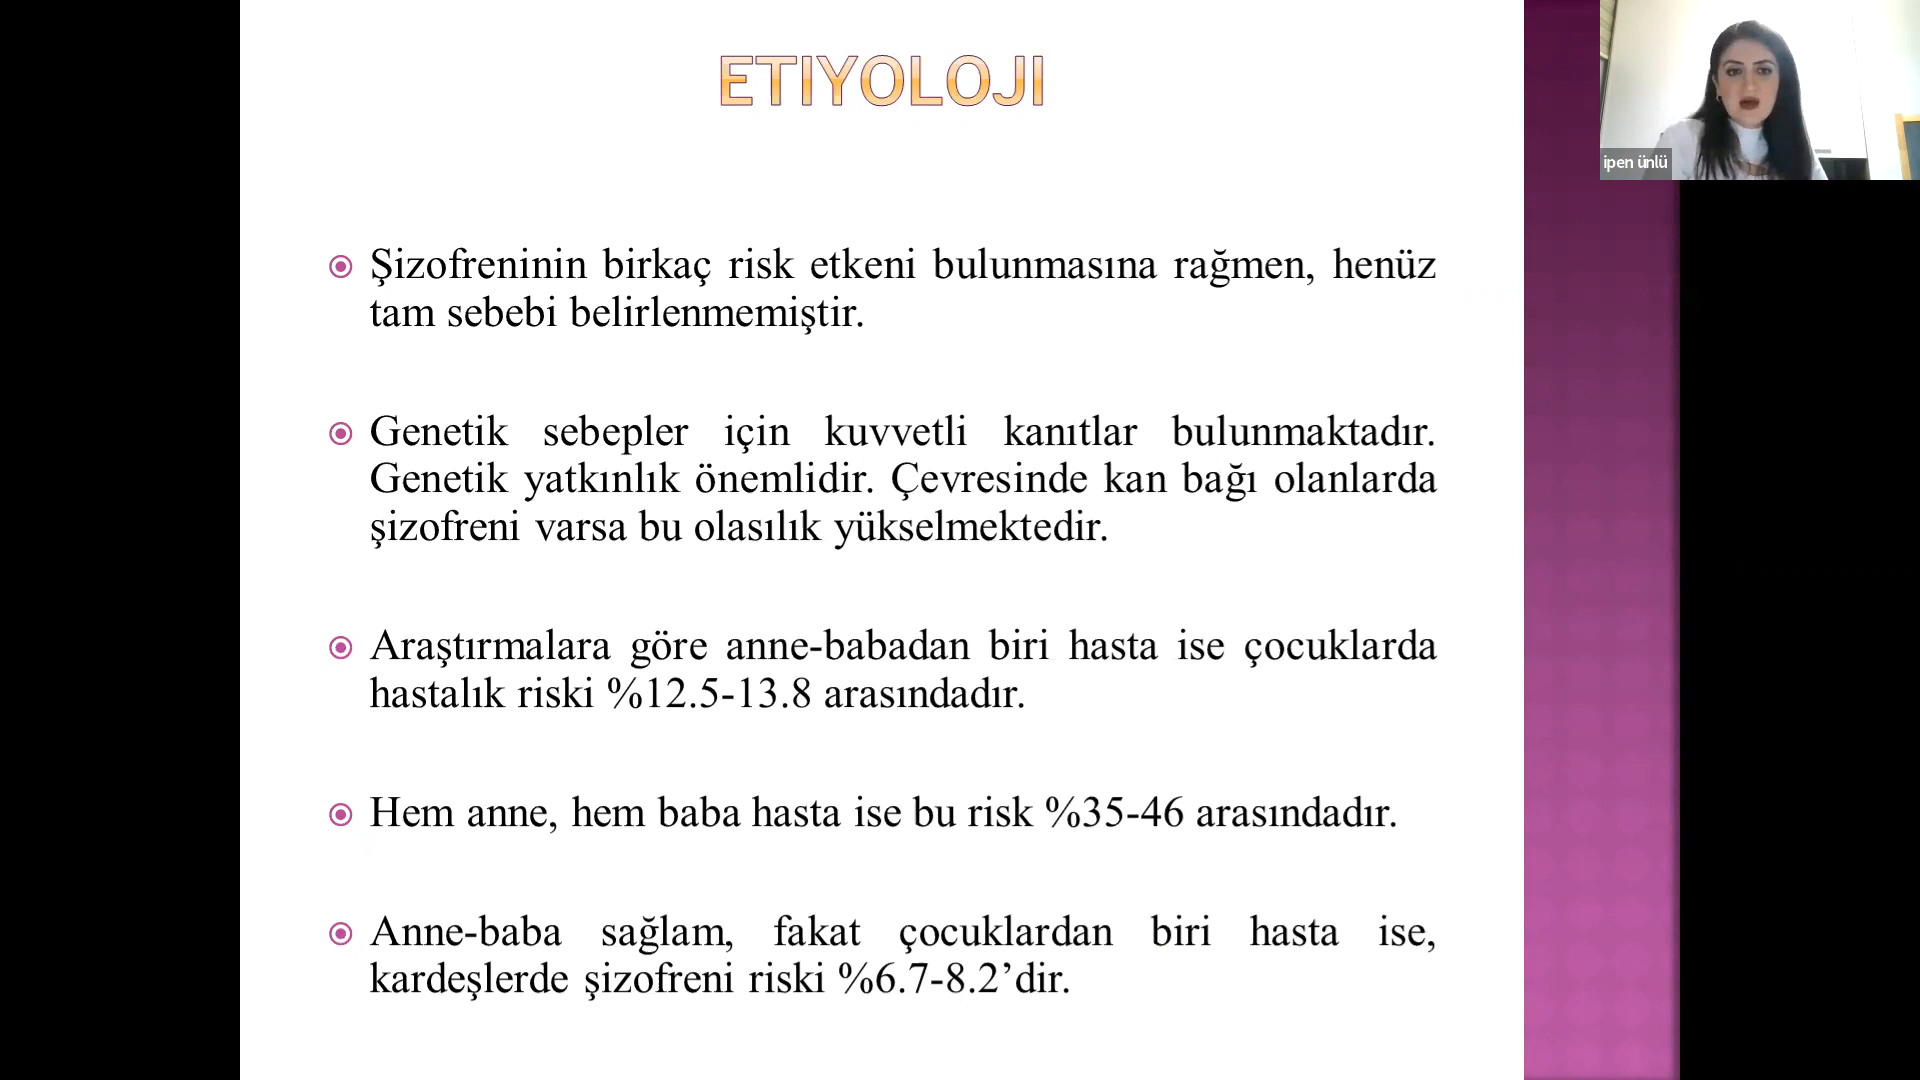 ETIYOLOJI
ipen ünlü
Şizofreninin birkaç risk etkeni bulunmasına rağmen, henüz
tam sebebi belirlenmemiştir.
Genetik sebepler için kuvvetli kanıtlar bulunmaktadır.
Genetik yatkınlık önemlidir. Çevresinde kan bağı olanlarda
şizofreni varsa bu olasılık yükselmektedir.
Araştırmalara göre anne-babadan biri hasta ise çocuklarda
hastalık riski %12.5-13.8 arasındadır.
Hem anne, hem baba hasta ise bu risk %35-46 arasındadır.
Anne-baba sağlam, fakat çocuklardan biri hasta ise,
kardeşlerde şizofreni riski %6.7-8.2’dir.